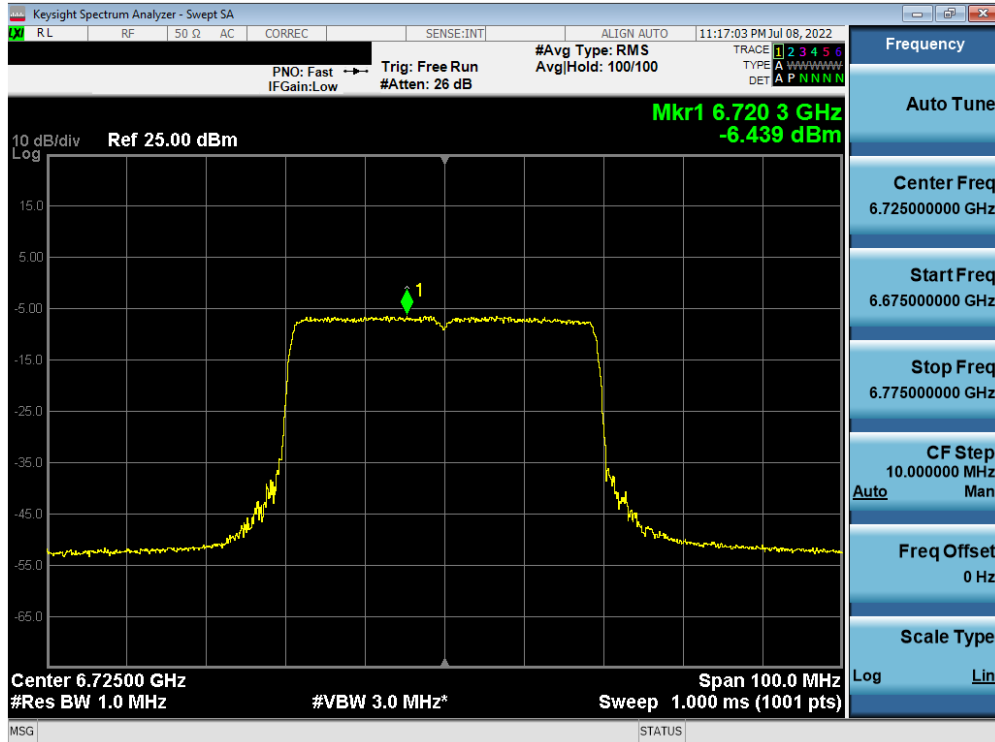 Keysight Spectrum Analyzer - Swept SA
LXI RL RF 50 Ω AC CORREC SENSE:INT ALIGN AUTO 11:17:03 PM Jul 08, 2022
PNO: Fast
IFGain:Low
Trig: Free Run
#Atten: 26 dB
#Avg Type: RMS
Avg|Hold: 100/100
TRACE 1 2 3 4 5 6
TYPE A WWWWW
DET A P N N N N
Mkr1 6.720 3 GHz
-6.439 dBm
10 dB/div Ref 25.00 dBm
Log
15.0
5.00
-5.00
-15.0
-25.0
-35.0
-45.0
-55.0
-65.0
1
Center 6.72500 GHz Span 100.0 MHz
#Res BW 1.0 MHz #VBW 3.0 MHz* Sweep 1.000 ms (1001 pts)
MSG STATUS
Frequency
Auto Tune
Center Freq
6.725000000 GHz
Start Freq
6.675000000 GHz
Stop Freq
6.775000000 GHz
CF Step
10.000000 MHz
Auto Man
Freq Offset
0 Hz
Scale Type
Log Lin